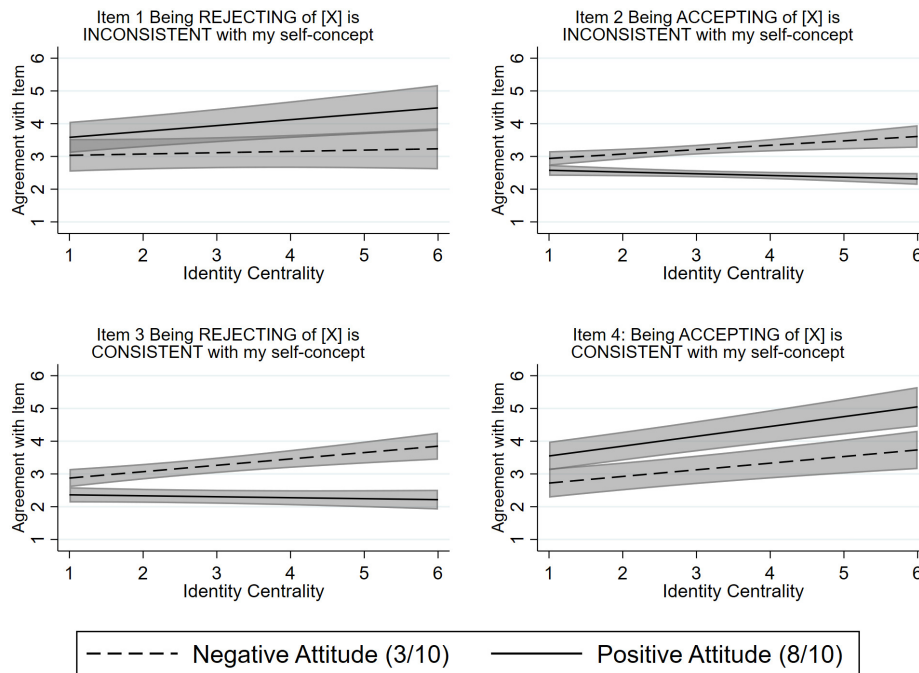 Item 1 Being REJECTING of [X] is
INCONSISTENT with my self-concept
Agreement with Item
6
5
4
3
2
1
1 2 3 4 5 6
Identity Centrality
Item 2 Being ACCEPTING of [X] is
INCONSISTENT with my self-concept
Agreement with Item
6
5
4
3
2
1
1 2 3 4 5 6
Identity Centrality
Item 3 Being REJECTING of [X] is
CONSISTENT with my self-concept
Agreement with Item
6
5
4
3
2
1
1 2 3 4 5 6
Identity Centrality
Item 4: Being ACCEPTING of [X] is
CONSISTENT with my self-concept
Agreement with Item
6
5
4
3
2
1
1 2 3 4 5 6
Identity Centrality
Negative Attitude (3/10) Positive Attitude (8/10)